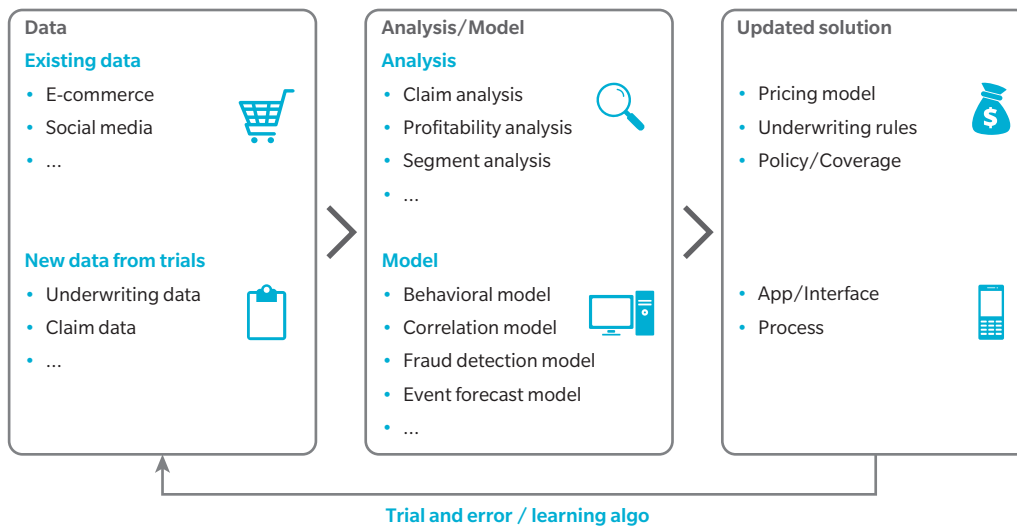 Data
Existing data
• E-commerce
• Social media
• ...
New data from trials
• Underwriting data
• Claim data
• ...
Analysis/Model
Analysis
• Claim analysis
• Profitability analysis
• Segment analysis
• ...
Model
• Behavioral model
• Correlation model
• Fraud detection model
• Event forecast model
• ...
Updated solution
• Pricing model
• Underwriting rules
• Policy/Coverage
$
• App/Interface
• Process
Trial and error / learning algo